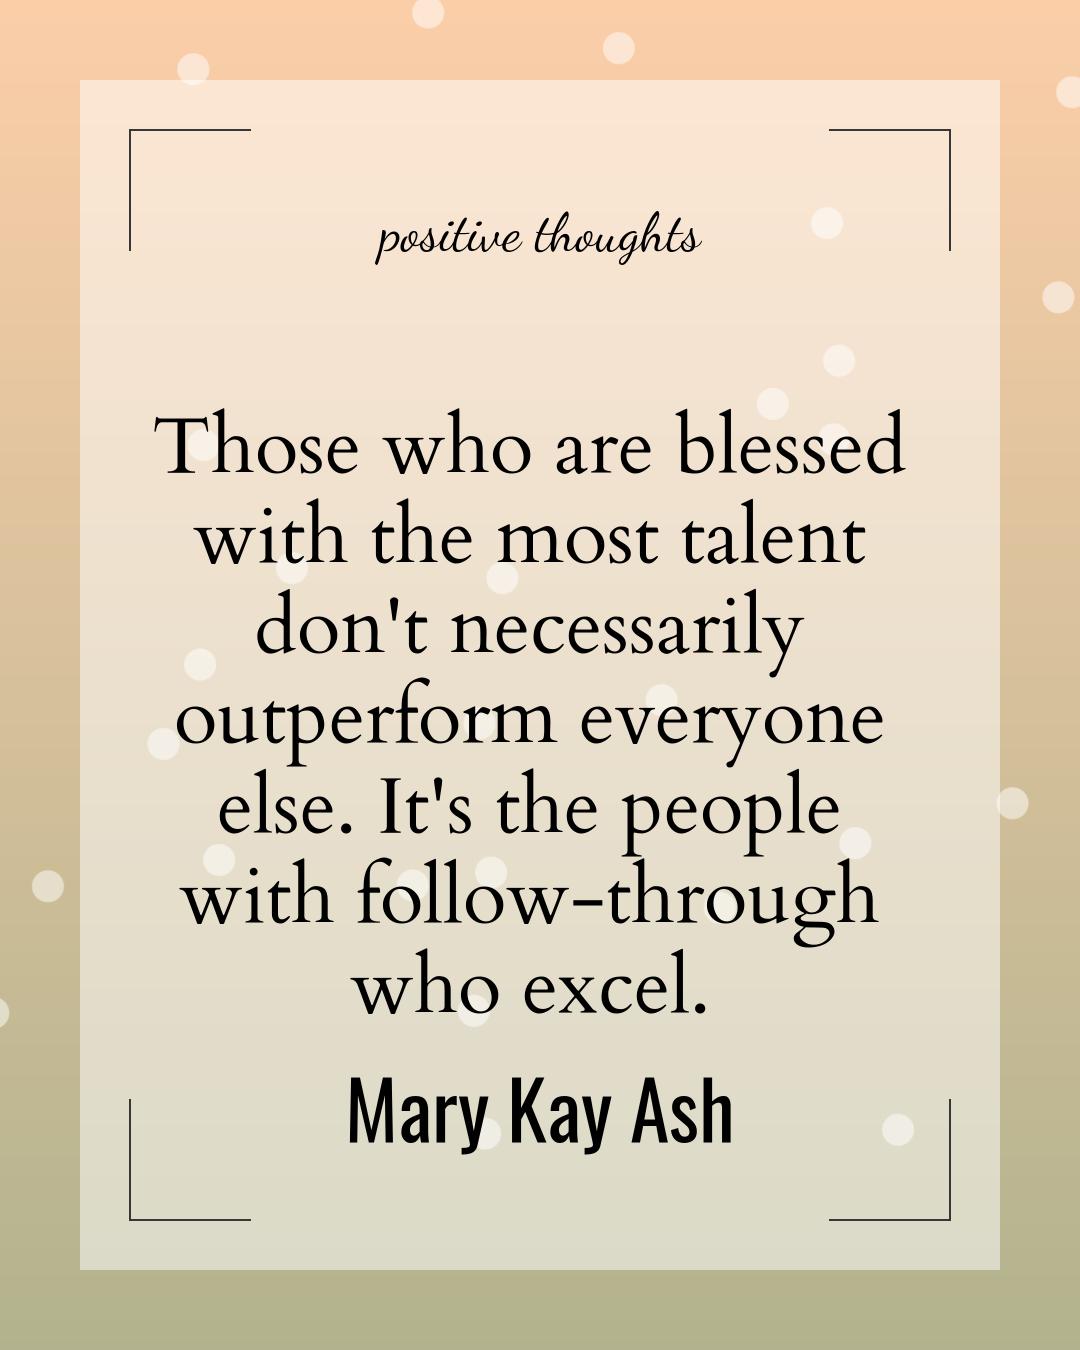 positive thoughts
Those who are blessed
with the most talent
don't necessarily
outperform everyone
else. It's the people
with follow-through
who excel.
Mary Kay Ash